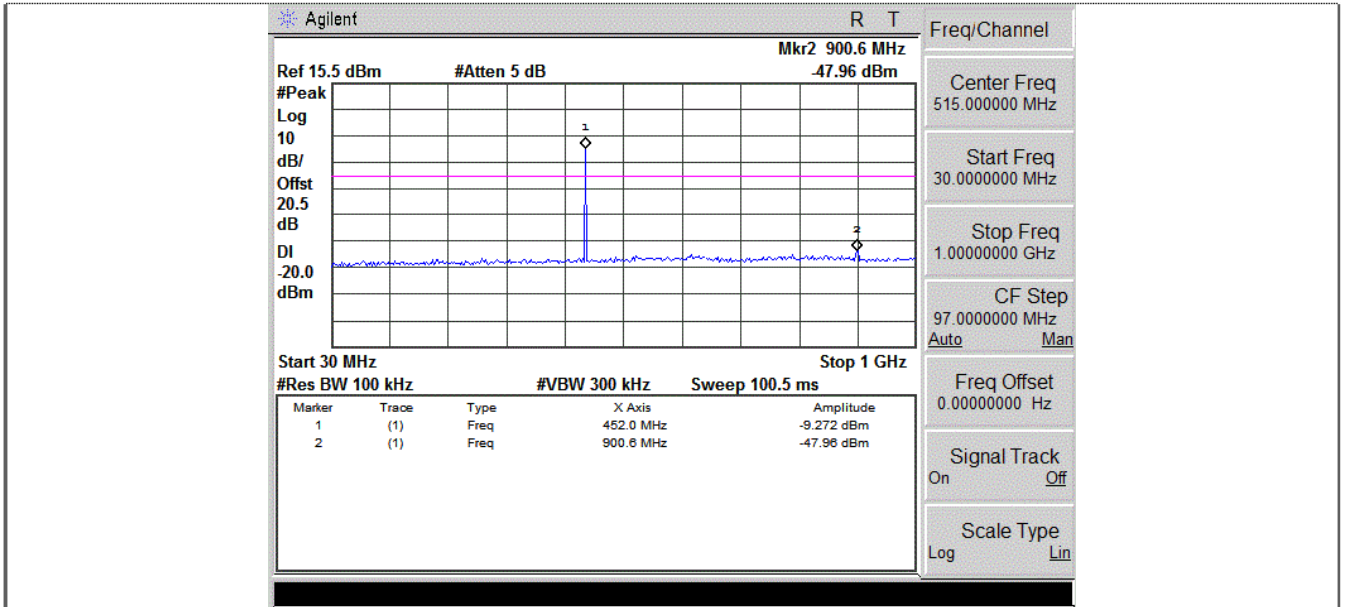 Agilent R T
Mkr2 900.6 MHz
Ref 15.5 dBm #Atten 5 dB -47.96 dBm
#Peak
Log
10
dB/
Offst
20.5
dB
DI
-20.0
dBm
1
2
Start 30 MHz Stop 1 GHz
#Res BW 100 kHz #VBW 300 kHz Sweep 100.5 ms
Marker Trace Type X Axis Amplitude
1 (1) Freq 452.0 MHz -9.272 dBm
2 (1) Freq 900.6 MHz -47.96 dBm
Freq/Channel
Center Freq
515.000000 MHz
Start Freq
30.0000000 MHz
Stop Freq
1.00000000 GHz
CF Step
97.0000000 MHz
Auto Man
Freq Offset
0.00000000 Hz
Signal Track
On Off
Scale Type
Log Lin